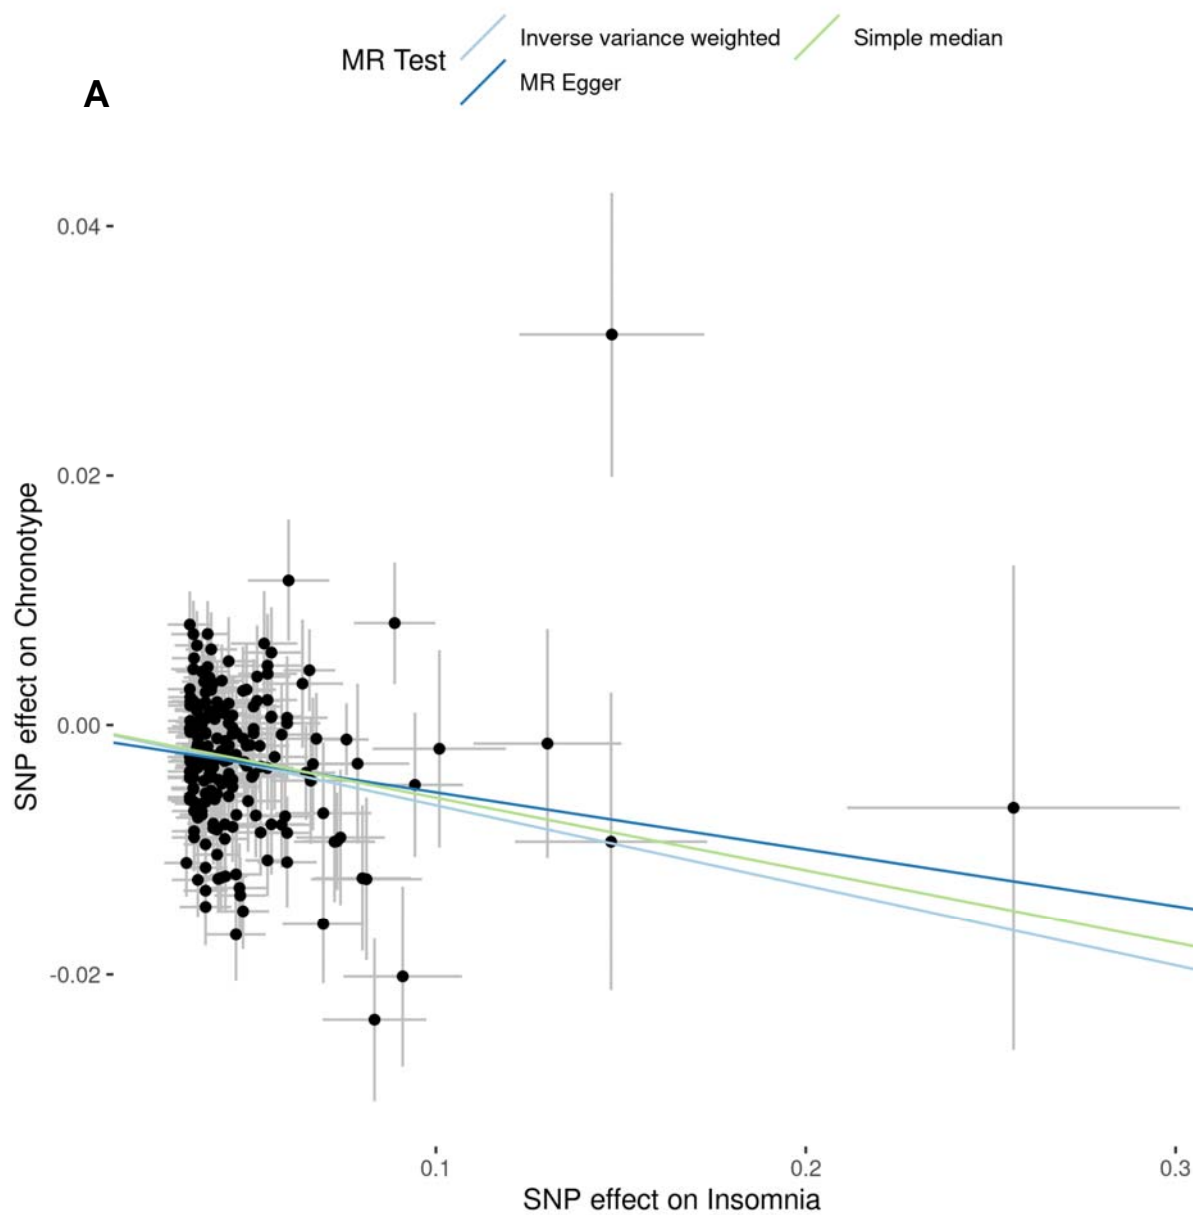 MR Test
Inverse variance weighted
Simple median
MR Egger
A
0.04
0.02
0.00
-0.02
SNP effect on Chronotype
0.1
0.2
0.3
SNP effect on Insomnia